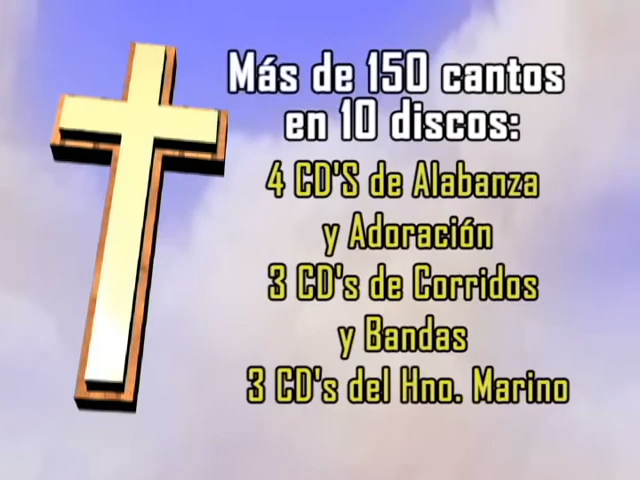 Más de 150 cantos
en 10 discos:
4 CD'S de Alabanza
y Adoración
3 CD's de Corridos
y Bandas
3 CD's del Hno. Marino